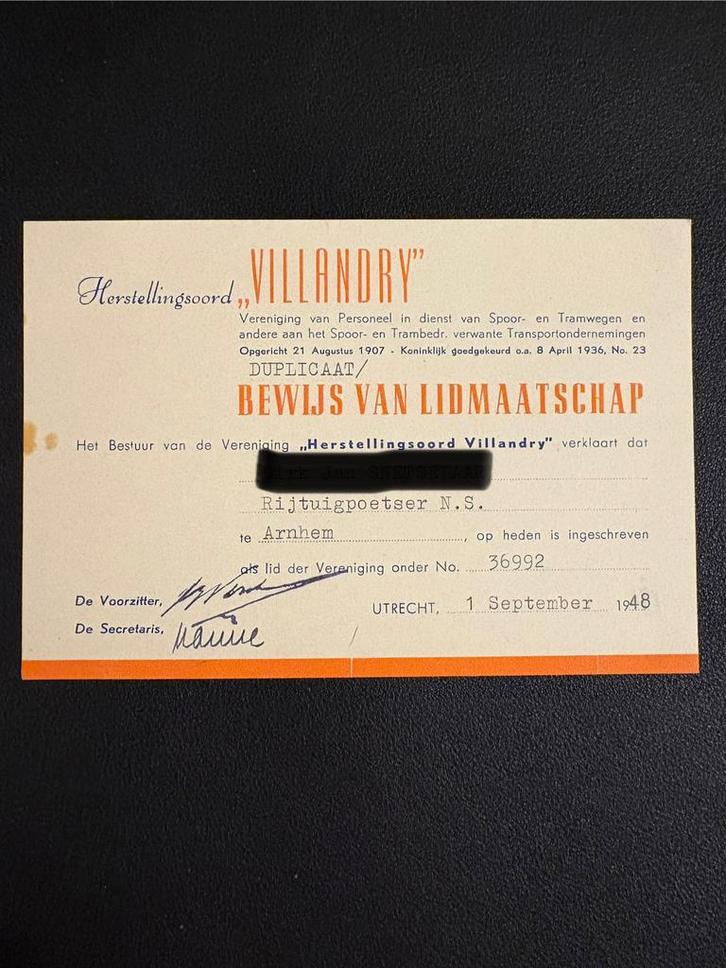 Herstellingsoord „VILLANDRY”
Vereniging van Personeel in dienst van Spoor- en Tramwegen en
andere aan het Spoor- en Trambedr. verwante Transportondernemingen
Opgericht 21 Augustus 1907 - Koninklijk goedgekeurd o.a. 8 April 1936, No. 23
DUPLICAAT/
BEWIJS VAN LIDMAATSCHAP
Het Bestuur van de Vereniging „Herstellingsoord Villandry” verklaart dat
Rijtuigpoetser N.S.
te Arnhem, op heden is ingeschreven
als lid der Vereniging onder No. 36992
De Voorzitter,
UTRECHT, 1 September 1948
De Secretaris,